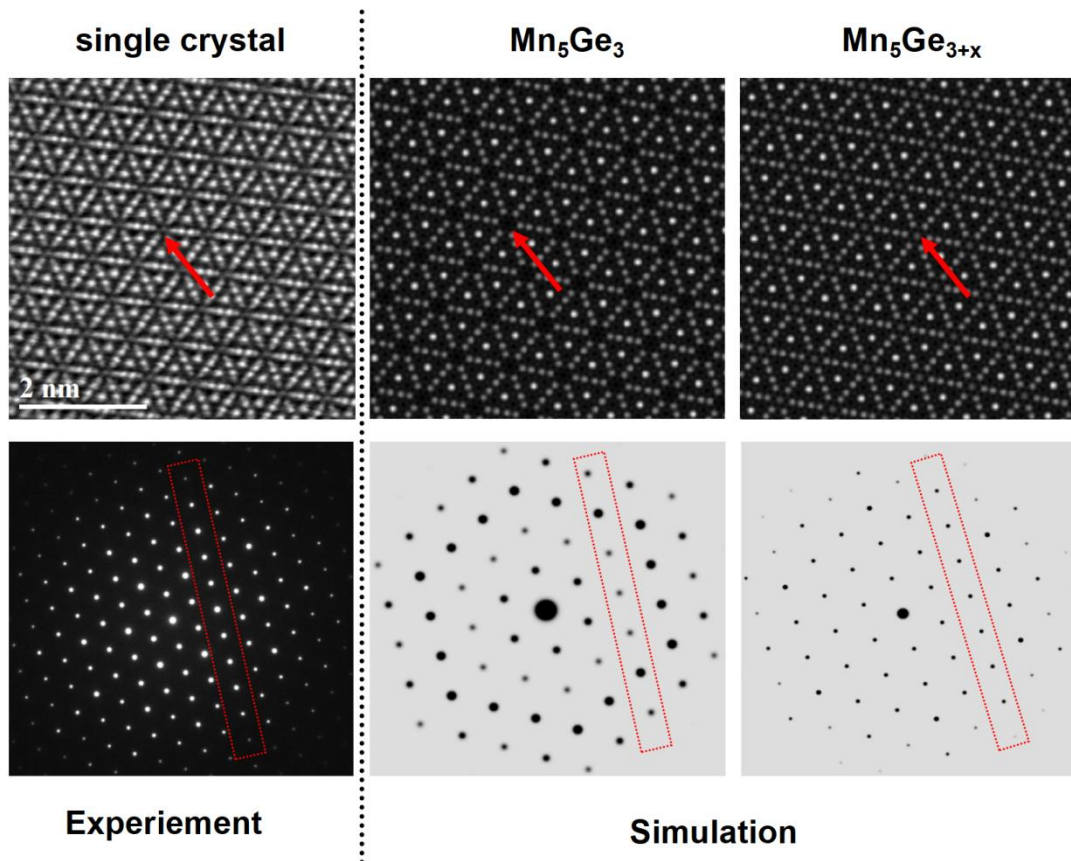 single crystal
Mn₅Ge₃
Mn₅Ge₃₊ₓ
2 nm
Experiement
Simulation